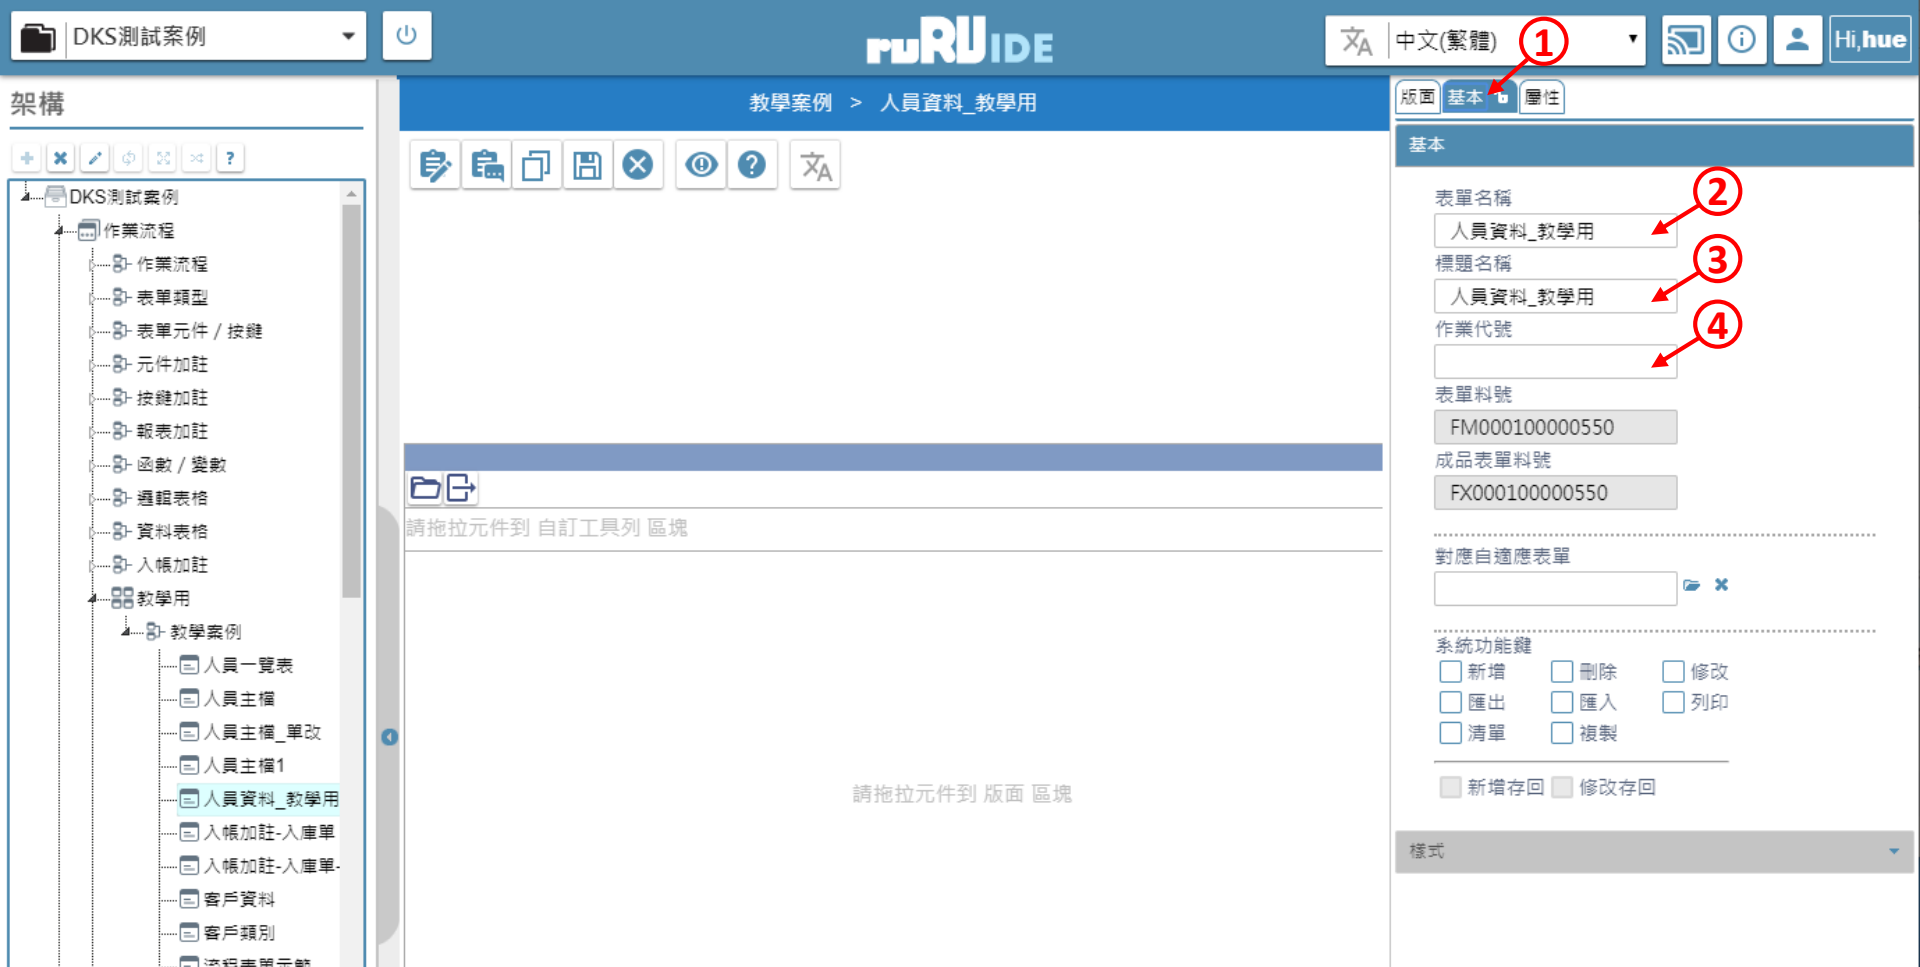 DKS測試案例
ruRU IDE
中文(繁體)
1
Hi,hue
架構
教學案例 > 人員資料_教學用
版面
基本
屬性
基本
DKS測試案例
作業流程
作業流程
表單類型
表單元件 / 按鍵
元件加註
按鍵加註
報表加註
函數 / 變數
邏輯表格
資料表格
入帳加註
教學用
教學案例
人員一覽表
人員主檔
人員主檔_單改
人員主檔1
人員資料_教學用
入帳加註-入庫單
入帳加註-入庫單-
客戶資料
客戶類別
流程表單示範
請拖拉元件到 自訂工具列 區塊
請拖拉元件到 版面 區塊
表單名稱
2
人員資料_教學用
標題名稱
3
人員資料_教學用
作業代號
4
表單料號
FM000100000550
成品表單料號
FX000100000550
對應自適應表單
系統功能鍵
新增 刪除 修改
匯出 匯入 列印
清單 複製
新增存回 修改存回
樣式